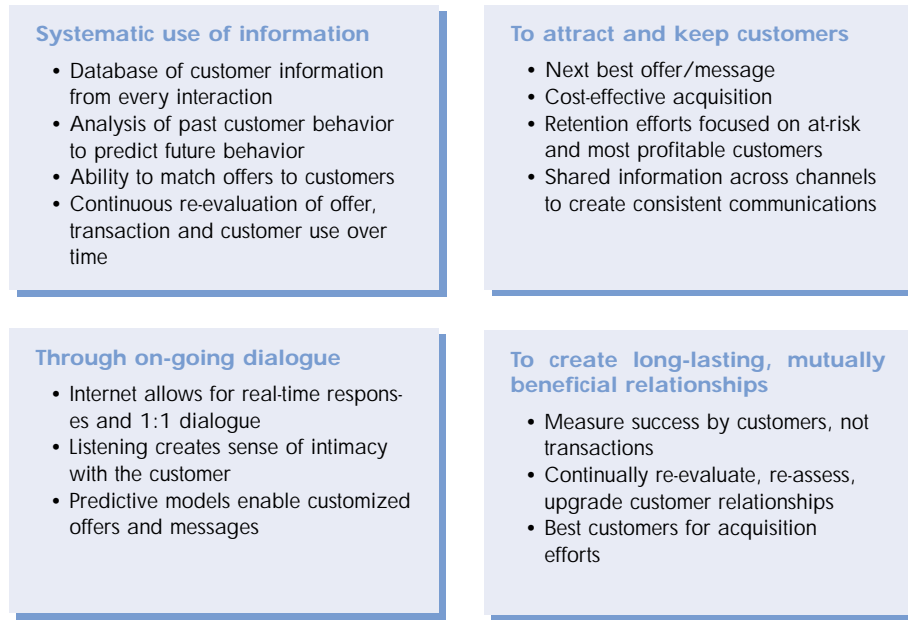 Systematic use of information
• Database of customer information
from every interaction
• Analysis of past customer behavior
to predict future behavior
• Ability to match offers to customers
• Continuous re-evaluation of offer,
transaction and customer use over
time
To attract and keep customers
• Next best offer/message
• Cost-effective acquisition
• Retention efforts focused on at-risk
and most profitable customers
• Shared information across channels
to create consistent communications
Through on-going dialogue
• Internet allows for real-time respons-
es and 1:1 dialogue
• Listening creates sense of intimacy
with the customer
• Predictive models enable customized
offers and messages
To create long-lasting, mutually
beneficial relationships
• Measure success by customers, not
transactions
• Continually re-evaluate, re-assess,
upgrade customer relationships
• Best customers for acquisition
efforts